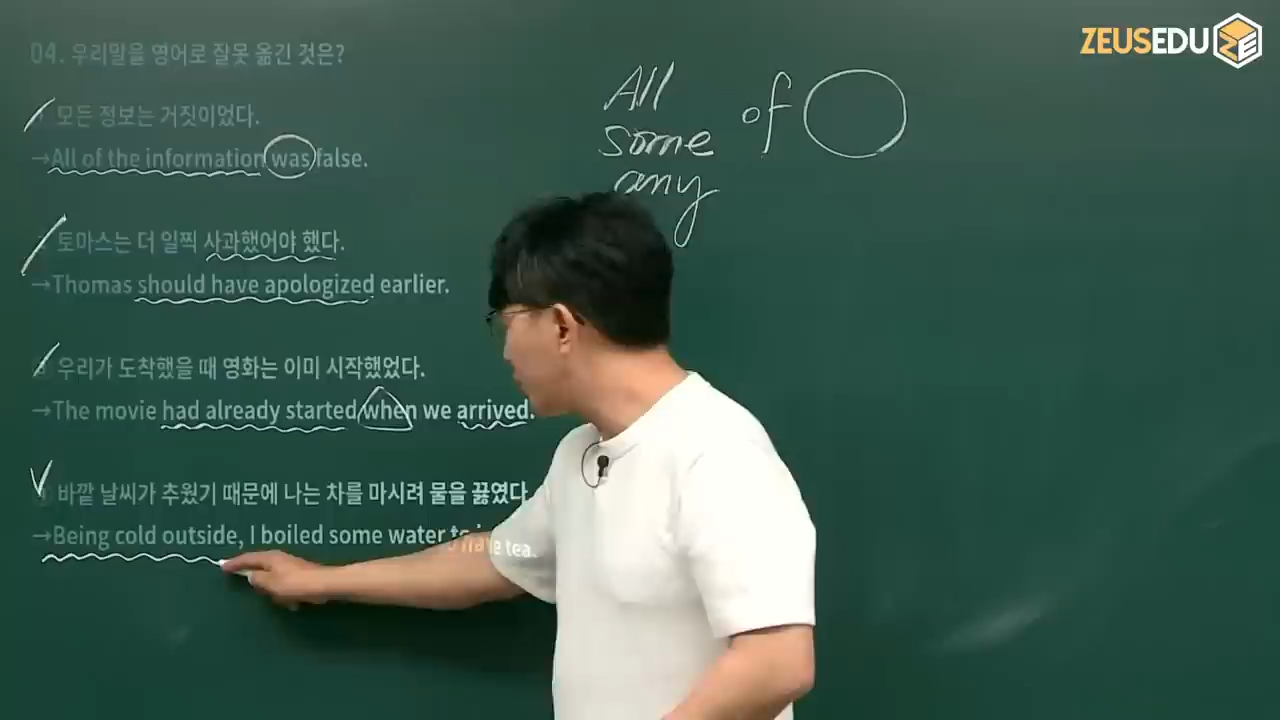 ZEUSEDU
04. 우리말을 영어로 잘못 옮긴 것은?
모든 정보는 거짓이었다.
→All of the information was false.
토마스는 더 일찍 사과했어야 했다.
→Thomas should have apologized earlier.
우리가 도착했을 때 영화는 이미 시작했었다.
→The movie had already started when we arrived.
바깥 날씨가 추웠기 때문에 나는 차를 마시려 물을 끓였다
→Being cold outside, I boiled some water to have tea.
All
some of
any